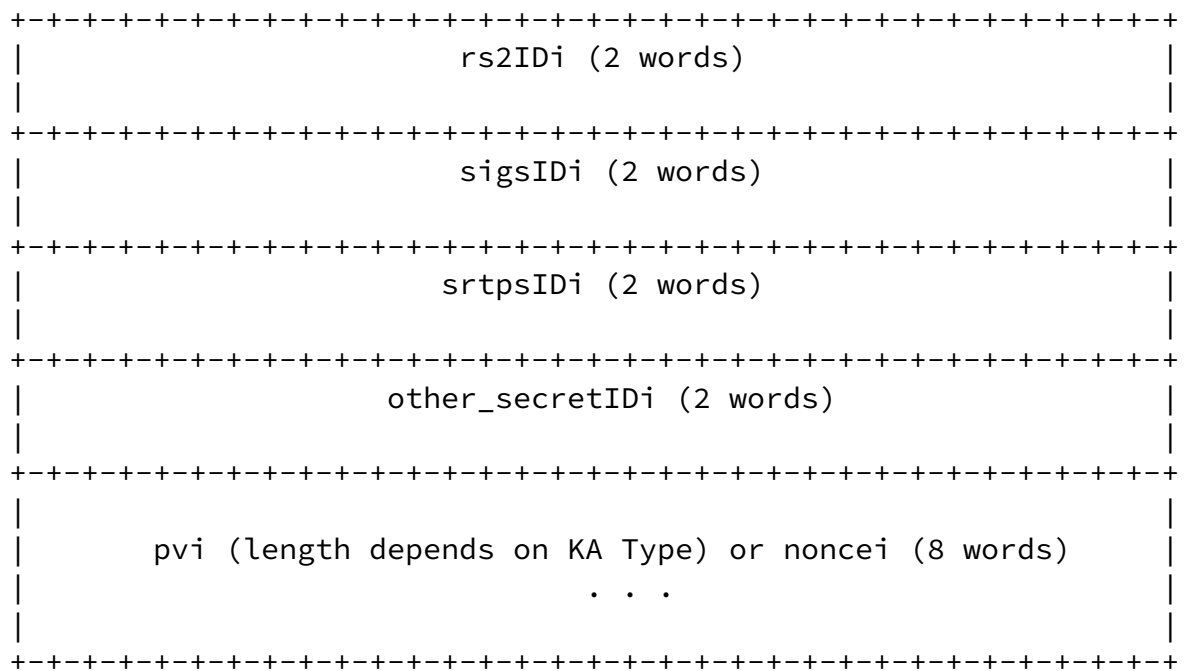 +-+-+-+-+-+-+-+-+-+-+-+-+-+-+-+-+-+-+-+-+-+-+-+-+-+-+-+-+-+-+-+-+
|                        rs2IDi (2 words)                       |
|                                                               |
+-+-+-+-+-+-+-+-+-+-+-+-+-+-+-+-+-+-+-+-+-+-+-+-+-+-+-+-+-+-+-+-+
|                        sigsIDi (2 words)                      |
|                                                               |
+-+-+-+-+-+-+-+-+-+-+-+-+-+-+-+-+-+-+-+-+-+-+-+-+-+-+-+-+-+-+-+-+
|                       srtpsIDi (2 words)                      |
|                                                               |
+-+-+-+-+-+-+-+-+-+-+-+-+-+-+-+-+-+-+-+-+-+-+-+-+-+-+-+-+-+-+-+-+
|                    other_secretIDi (2 words)                  |
|                                                               |
+-+-+-+-+-+-+-+-+-+-+-+-+-+-+-+-+-+-+-+-+-+-+-+-+-+-+-+-+-+-+-+-+
|                                                               |
|       pvi (length depends on KA Type) or noncei (8 words)     |
|                               . . .                           |
|                                                               |
+-+-+-+-+-+-+-+-+-+-+-+-+-+-+-+-+-+-+-+-+-+-+-+-+-+-+-+-+-+-+-+-+